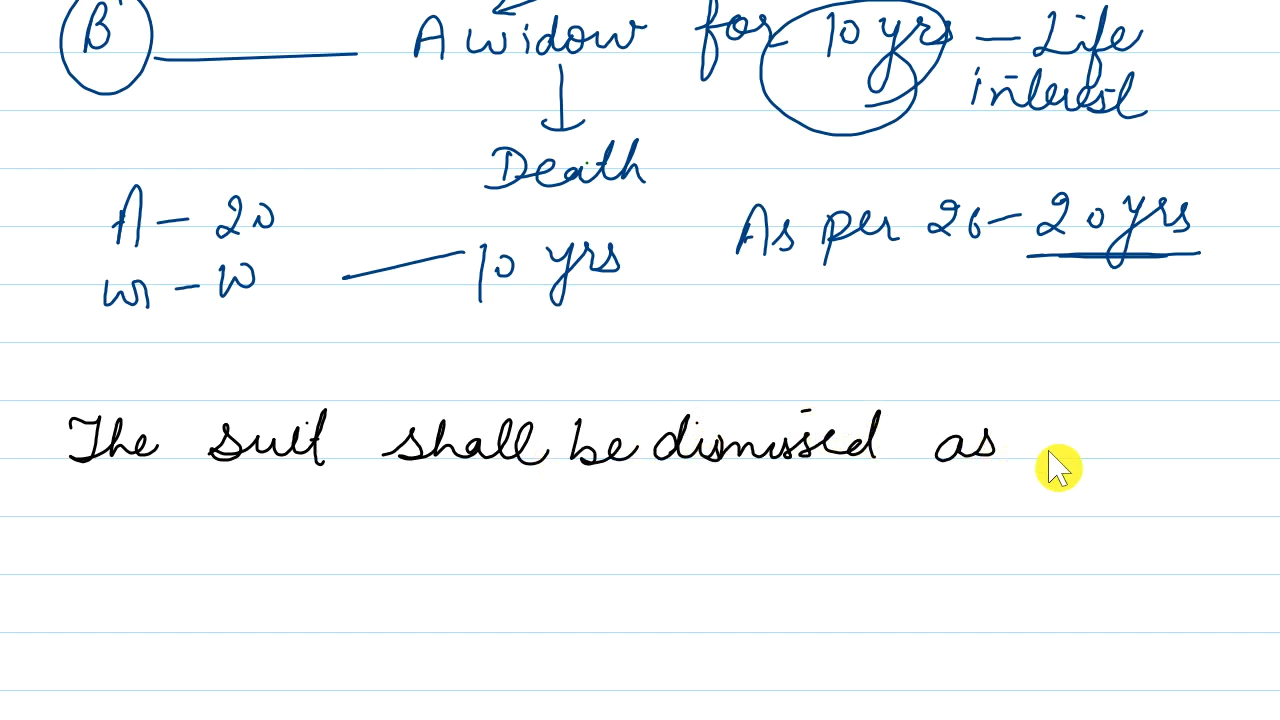 B A widow for 10 yrs – Life
interest
Death
A – 20
As per 26 – 20 yrs
W – W 10 yrs
The suit shall be dismissed as